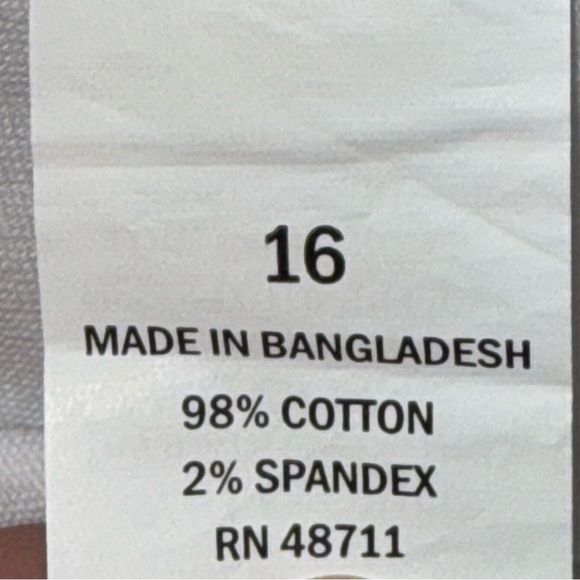 16
MADE IN BANGLADESH
98% COTTON
2% SPANDEX
RN 48711